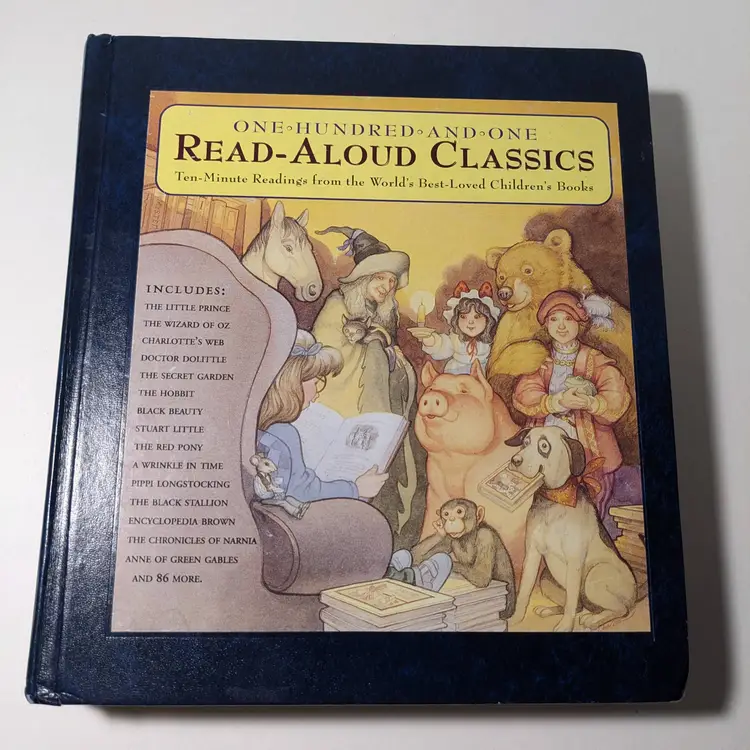 ONE•HUNDRED•AND•ONE
READ-ALOUD CLASSICS
Ten-Minute Readings from the World's Best-Loved Children's Books
INCLUDES:
THE LITTLE PRINCE
THE WIZARD OF OZ
CHARLOTTE'S WEB
DOCTOR DOLITTLE
THE SECRET GARDEN
THE HOBBIT
BLACK BEAUTY
STUART LITTLE
THE RED PONY
A WRINKLE IN TIME
PIPPI LONGSTOCKING
THE BLACK STALLION
ENCYCLOPEDIA BROWN
THE CHRONICLES OF NARNIA
ANNE OF GREEN GABLES
AND 86 MORE.